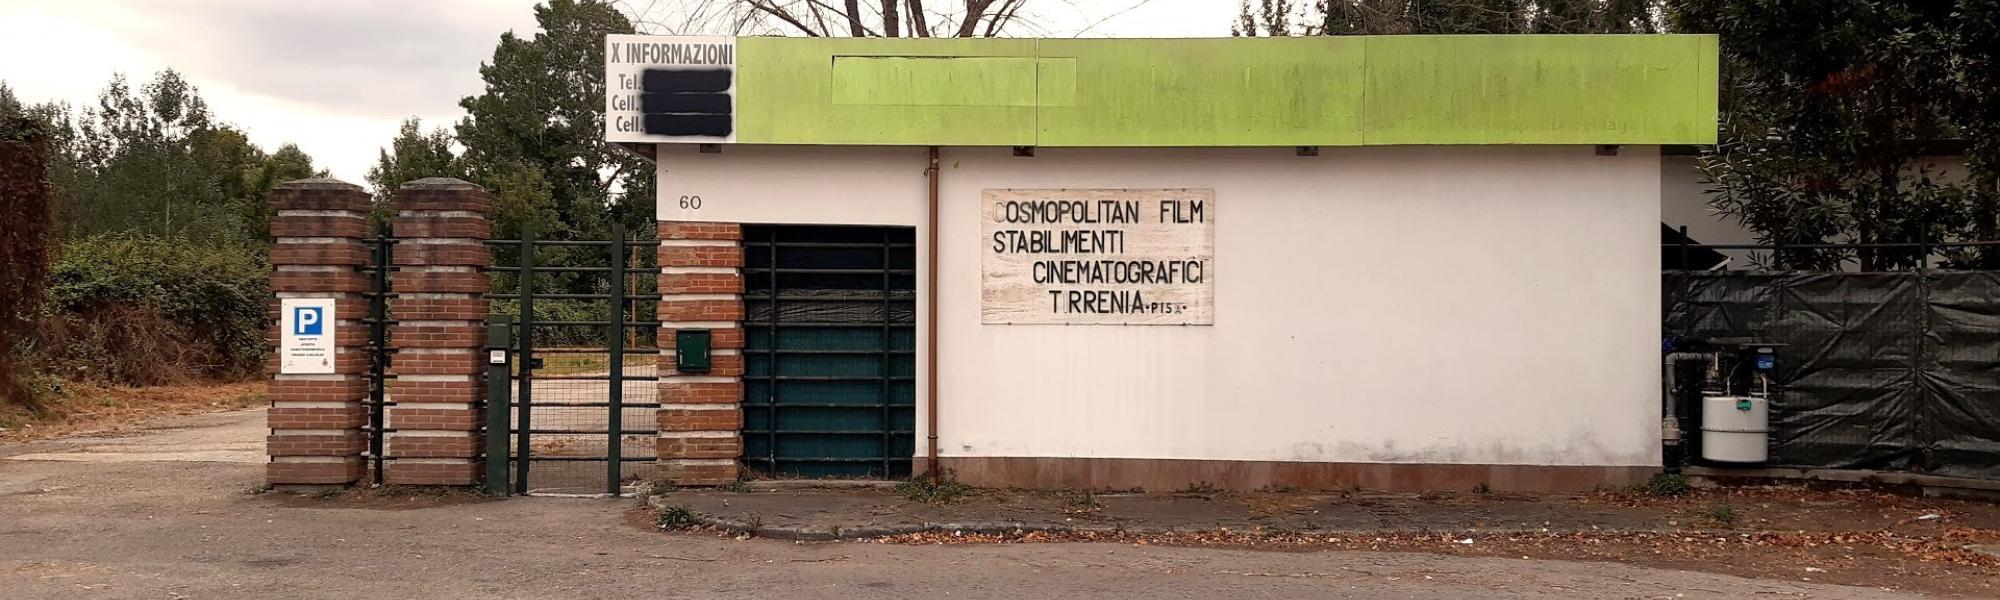 X INFORMAZIONI
Tel.
Cell.
Cell.
60
COSMOPOLITAN FILM
STABILIMENTI
CINEMATOGRAFICI
TIRRENIA•PISA•
P